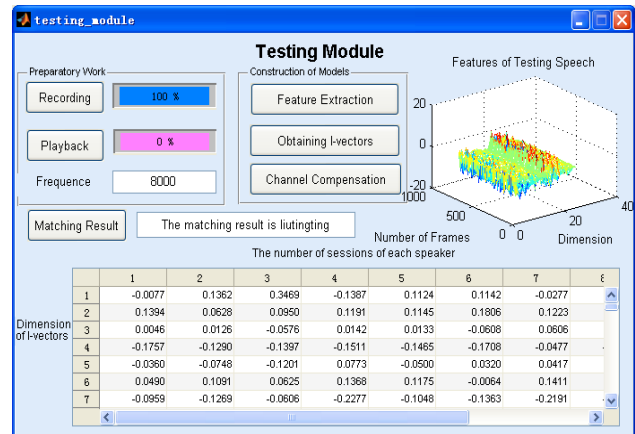 testing_module
Testing Module
Preparatory Work
Recording
100 %
Playback
0 %
Frequence
8000
Construction of Models
Feature Extraction
Obtaining I-vectors
Channel Compensation
Features of Testing Speech
20
0
-20
1000
500
0
0
20
40
Number of Frames
Dimension
Matching Result
The matching result is liutingting
The number of sessions of each speaker
Dimension
of I-vectors
1 2 3 4 5 6 7
1 -0.0077 0.1362 0.3469 -0.1387 0.1124 0.1142 -0.0277
2 0.1394 0.0628 0.0950 0.1191 0.1145 0.1806 0.1223
3 0.0046 0.0126 -0.0576 0.0142 0.0133 -0.0608 0.0606
4 -0.1757 -0.1290 -0.1397 -0.1511 -0.1465 -0.1708 -0.0477
5 -0.0360 -0.0748 -0.1201 0.0773 -0.0500 0.0320 0.0417
6 0.0490 0.1091 0.0625 0.1368 0.1175 -0.0064 0.1411
7 -0.0959 -0.1269 -0.0606 -0.2277 -0.1048 -0.1363 -0.2191